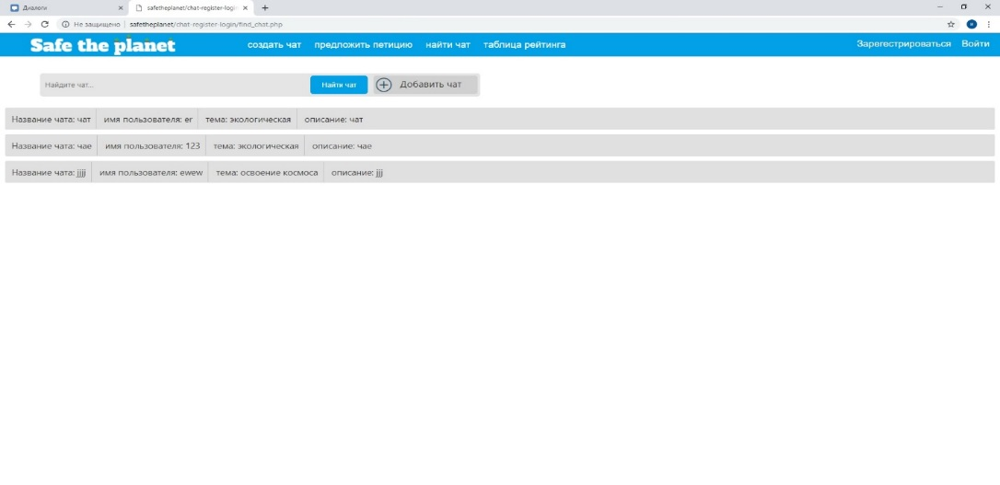 Диалоги
safetheplanet/chat-register-login
Не защищено | safetheplanet/chat-register-login/find_chat.php
Safe the planet создать чат предложить петицию найти чат таблица рейтинга Зарегестрироваться Войти
Найдите чат... Найти чат Добавить чат
Название чата: чат имя пользователя: er тема: экологическая описание: чат
Название чата: чае имя пользователя: 123 тема: экологическая описание: чае
Название чата: jjjj имя пользователя: ewew тема: освоение космоса описание: jjj